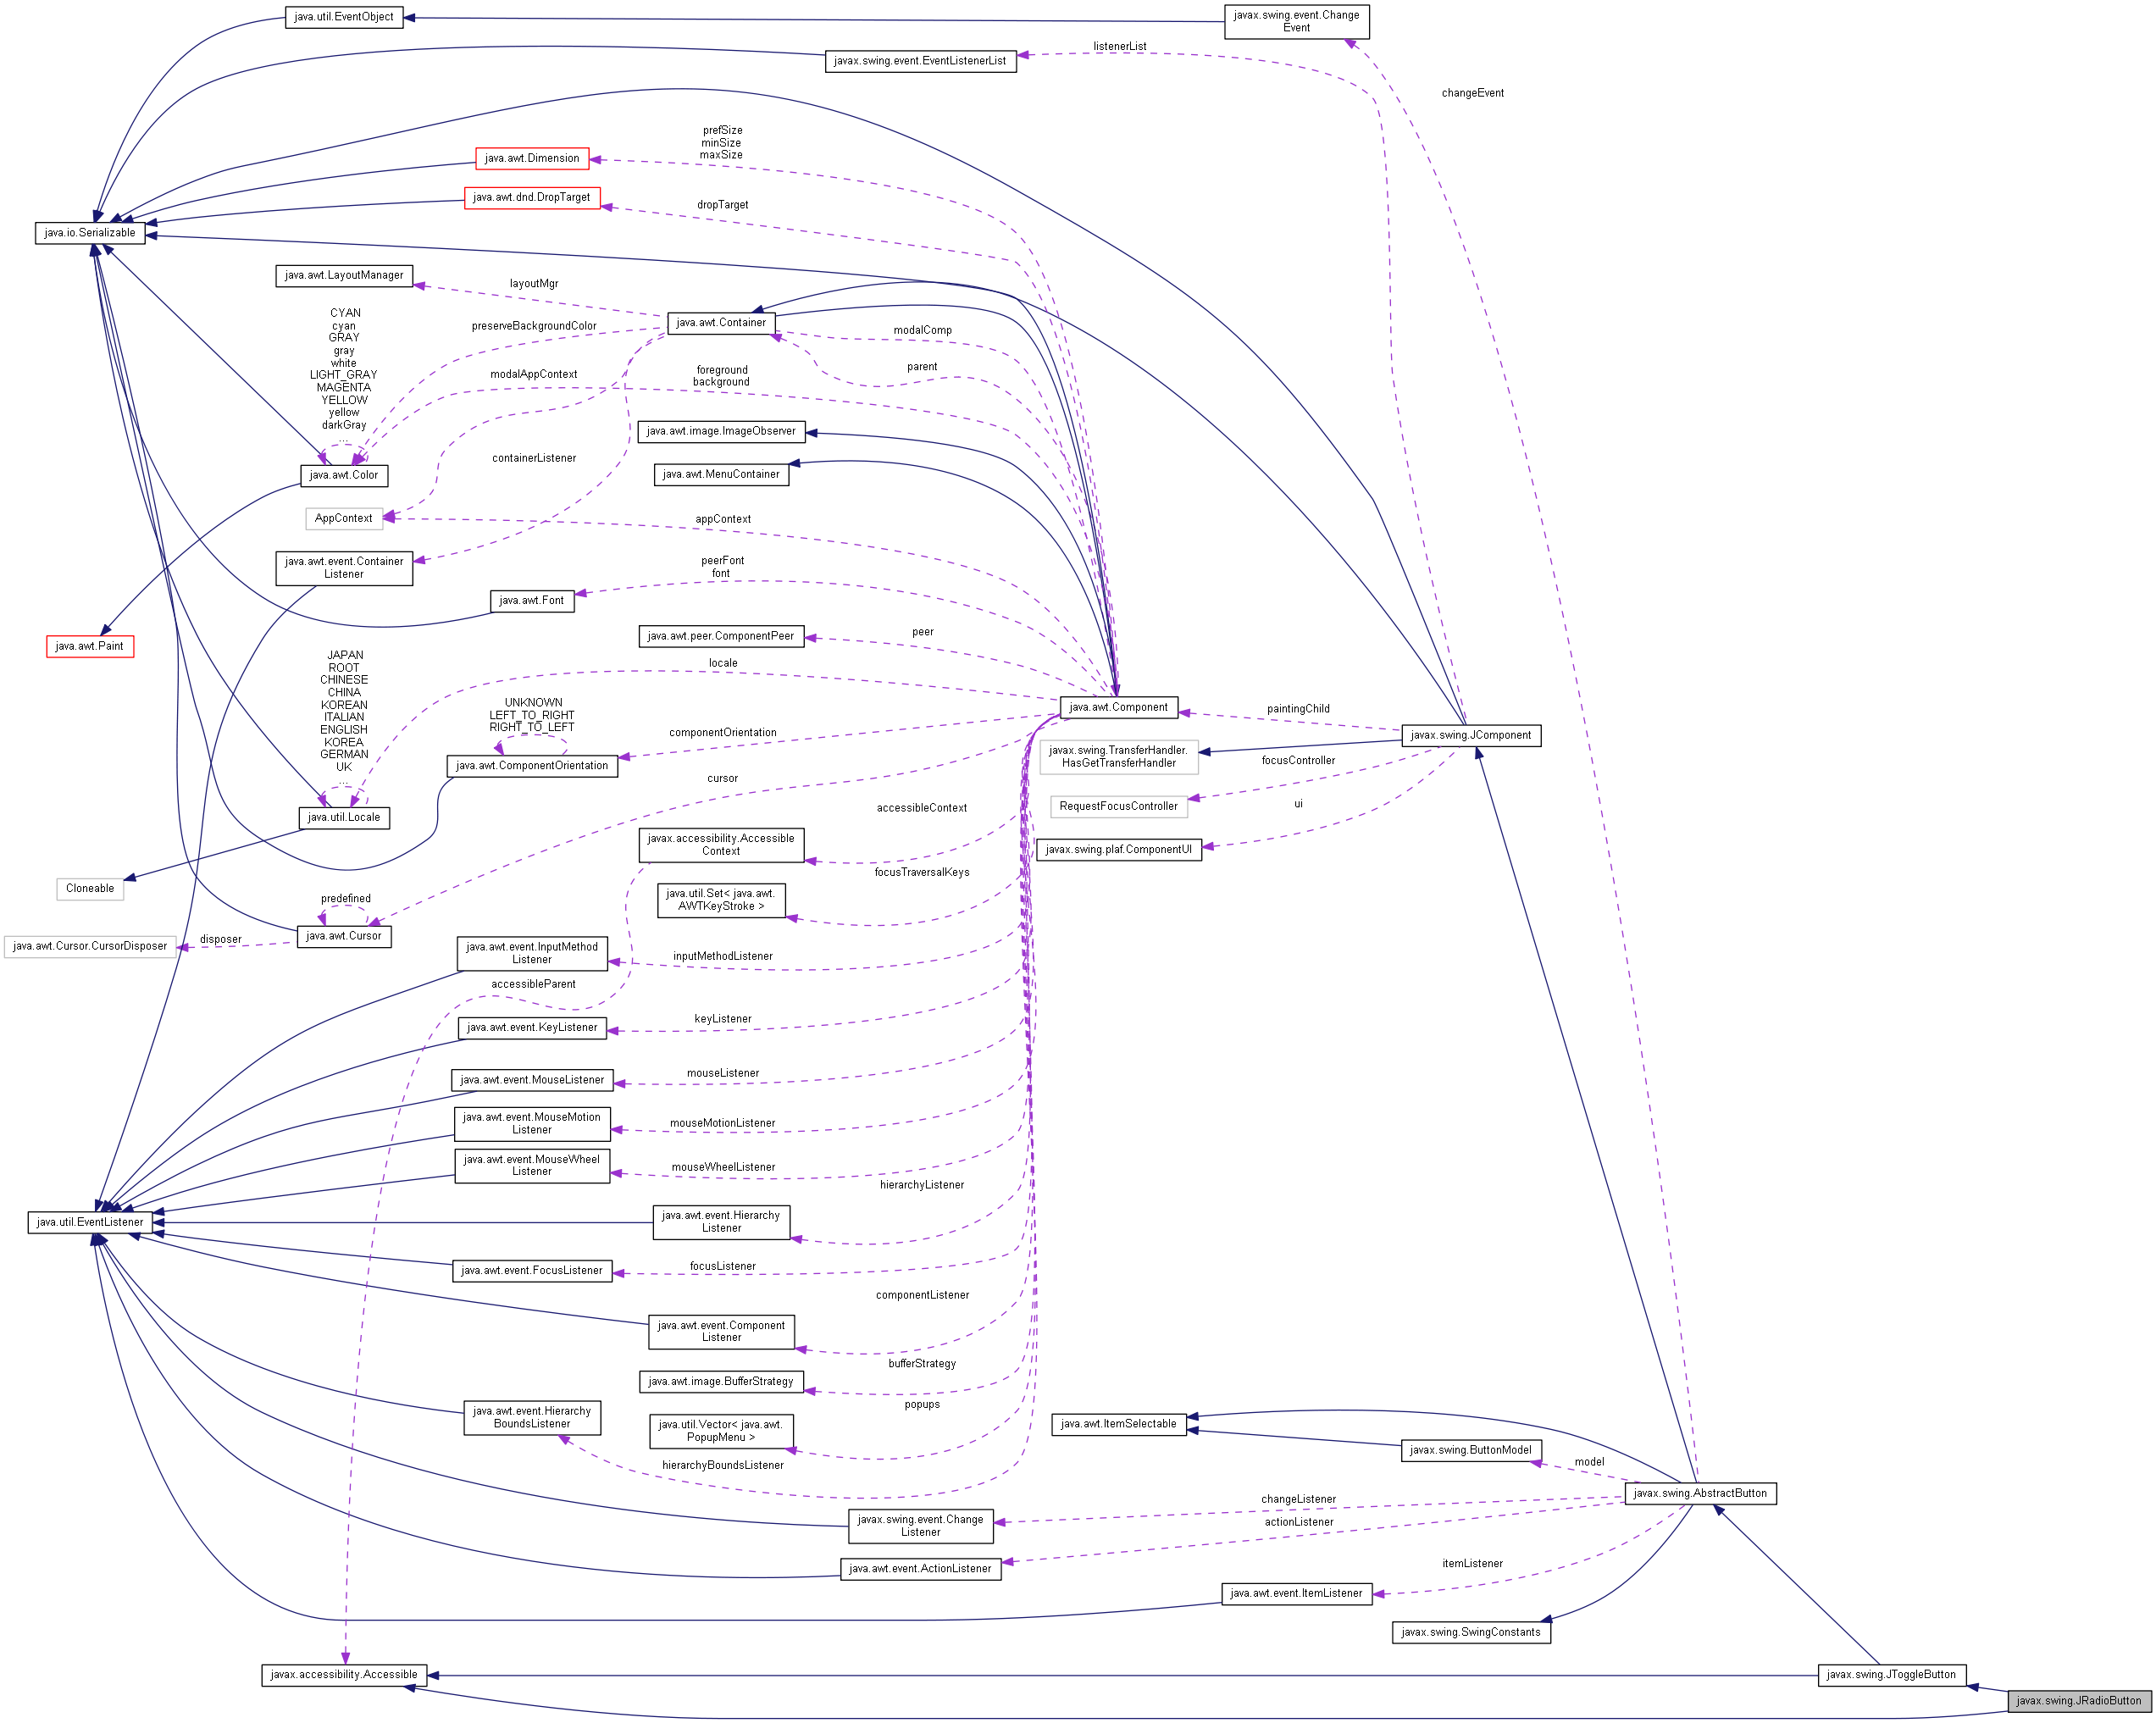 java.util.EventObject
javax.swing.event.Change
Event
listenerList
javax.swing.event.EventListenerList
changeEvent
prefSize
minSize
maxSize
java.awt.Dimension
java.awt.dnd.DropTarget
dropTarget
java.io.Serializable
java.awt.LayoutManager
layoutMgr
CYAN
cyan
GRAY
gray
white
LIGHT_GRAY
MAGENTA
YELLOW
yellow
darkGray
...
preserveBackgroundColor
java.awt.Container
modalComp
modalAppContext
foreground
background
parent
java.awt.image.ImageObserver
containerListener
java.awt.Color
java.awt.MenuContainer
AppContext
appContext
java.awt.event.Container
Listener
peerFont
font
java.awt.Font
java.awt.Paint
java.awt.peer.ComponentPeer
peer
JAPAN
ROOT
CHINESE
CHINA
KOREAN
ITALIAN
ENGLISH
KOREA
GERMAN
UK
...
locale
UNKNOWN
LEFT_TO_RIGHT
RIGHT_TO_LEFT
java.awt.Component
paintingChild
componentOrientation
javax.swing.JComponent
java.awt.ComponentOrientation
javax.swing.TransferHandler.
HasGetTransferHandler
focusController
cursor
java.util.Locale
accessibleContext
RequestFocusController
ui
javax.accessibility.Accessible
Context
javax.swing.plaf.ComponentUI
Cloneable
focusTraversalKeys
predefined
java.util.Set< java.awt.
AWTKeyStroke >
java.awt.Cursor
java.awt.Cursor.CursorDisposer
disposer
java.awt.event.InputMethod
Listener
inputMethodListener
accessibleParent
java.awt.event.KeyListener
keyListener
java.awt.event.MouseListener
mouseListener
java.awt.event.MouseMotion
Listener
mouseMotionListener
java.awt.event.MouseWheel
Listener
mouseWheelListener
hierarchyListener
java.util.EventListener
java.awt.event.Hierarchy
Listener
java.awt.event.FocusListener
focusListener
componentListener
java.awt.event.Component
Listener
bufferStrategy
java.awt.image.BufferStrategy
popups
java.awt.event.Hierarchy
BoundsListener
java.util.Vector< java.awt.
PopupMenu >
java.awt.ItemSelectable
javax.swing.ButtonModel
hierarchyBoundsListener
model
javax.swing.AbstractButton
changeListener
javax.swing.event.Change
Listener
actionListener
java.awt.event.ActionListener
itemListener
java.awt.event.ItemListener
javax.swing.SwingConstants
javax.accessibility.Accessible
javax.swing.JToggleButton
javax.swing.JRadioButton